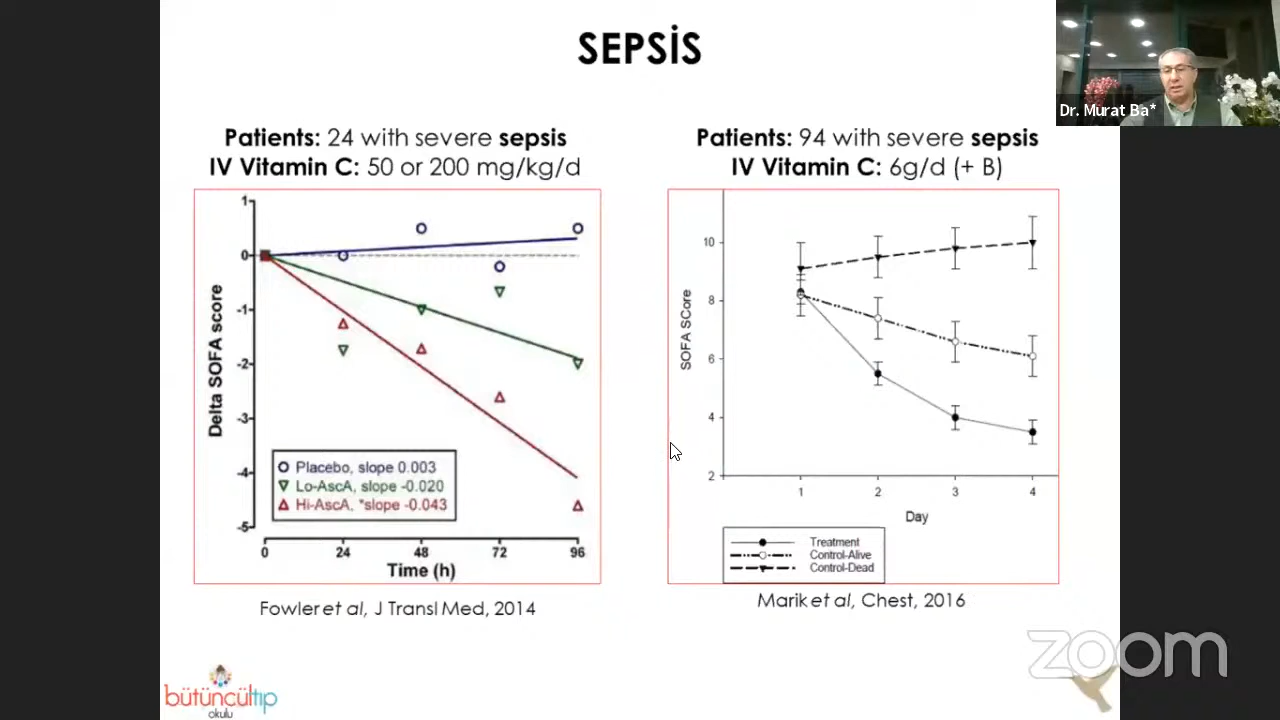 SEPSİS
Dr. Murat Ba*
Patients: 24 with severe sepsis
IV Vitamin C: 50 or 200 mg/kg/d
1
0
-1
-2
-3
-4
-5
Delta SOFA score
Placebo, slope 0.003
Lo-AscA, slope -0.020
Hi-AscA, *slope -0.043
0 24 48 72 96
Time (h)
Fowler et al, J Transl Med, 2014
Patients: 94 with severe sepsis
IV Vitamin C: 6g/d (+ B)
10
8
6
4
2
SOFA SCore
1 2 3 4
Day
Treatment
Control-Alive
Control-Dead
Marik et al, Chest, 2016
zoom
bütüncültıp
okulu